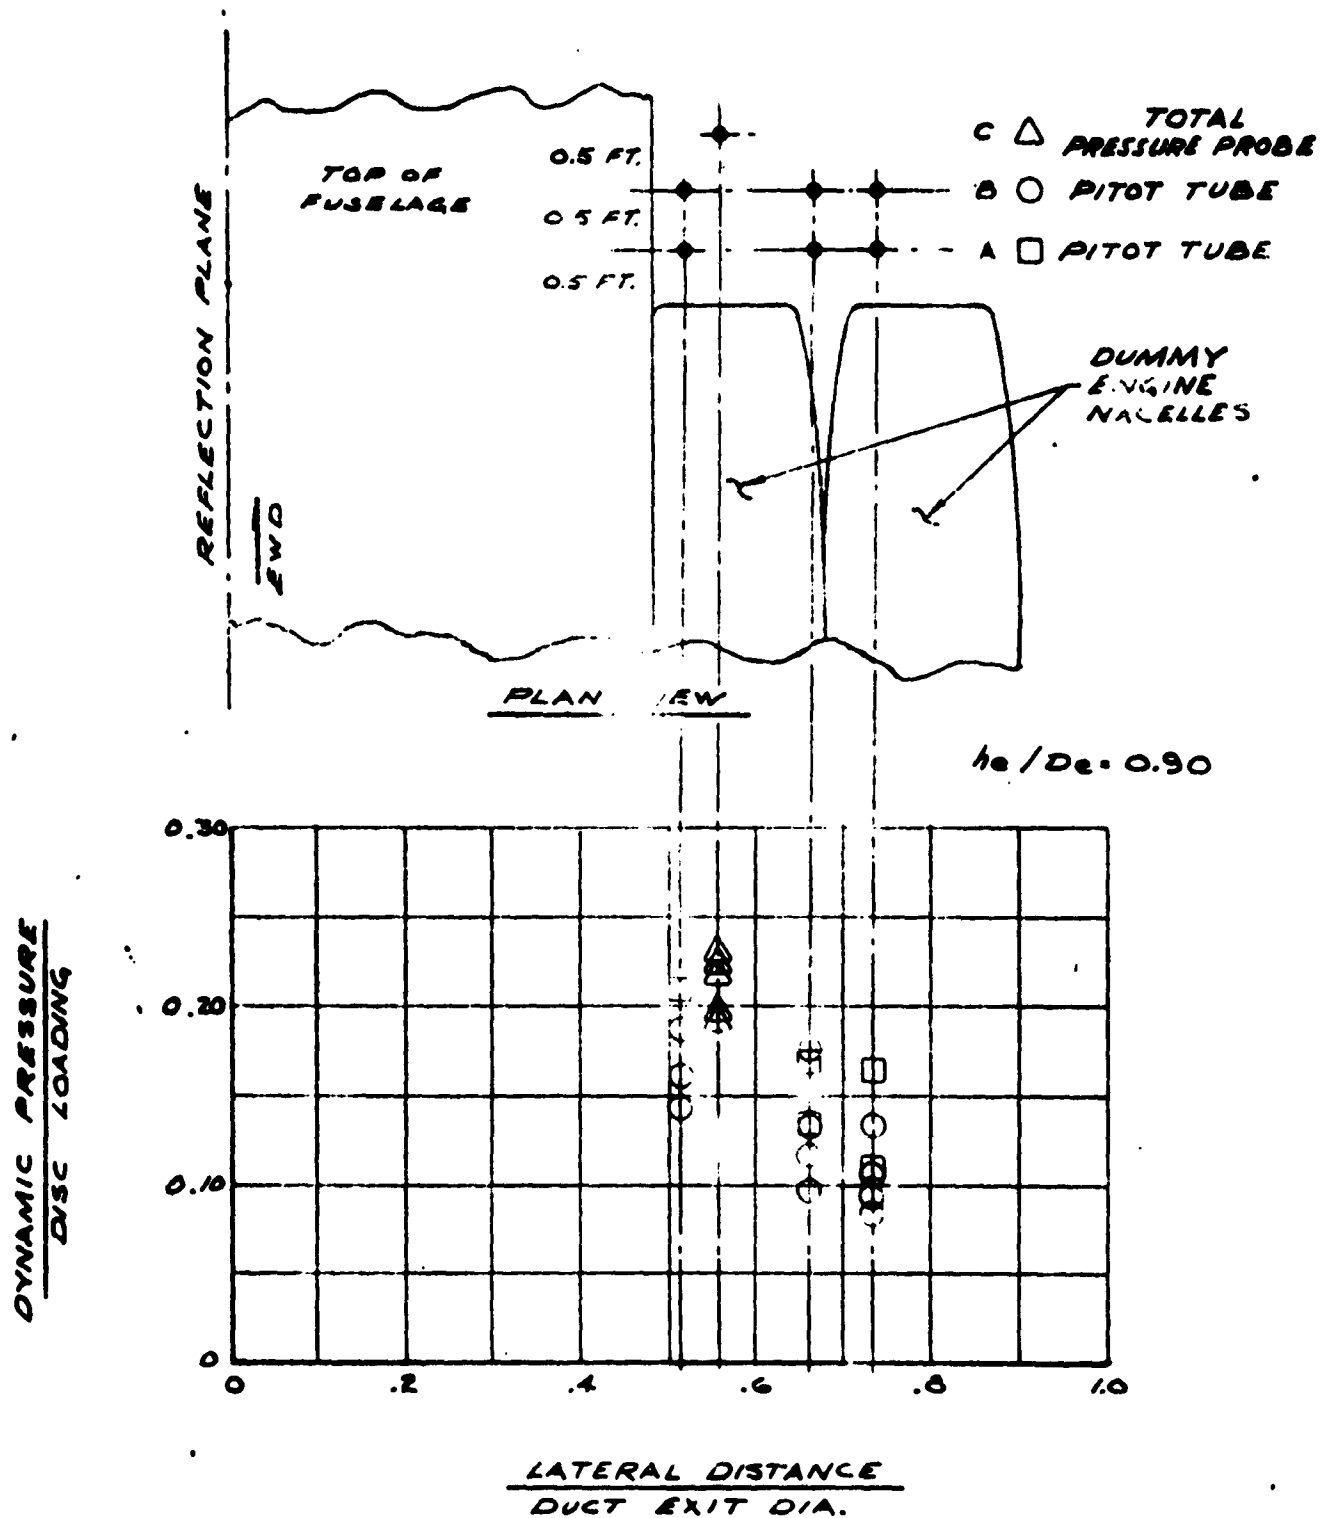 C △ TOTAL
PRESSURE PROBE
0.5 FT.
TOP OF
FUSELAGE
B ○ PITOT TUBE
0 5 FT.
A □ PITOT TUBE
0.5 FT.
REFLECTION PLANE
DUMMY
ENGINE
NACELLES
FWD
PLAN EW
he/De = 0.90
0.30
0.20
0.10
0
DYNAMIC PRESSURE
DISC LOADING
0 .2 .4 .6 .8 1.0
LATERAL DISTANCE
DUCT EXIT DIA.